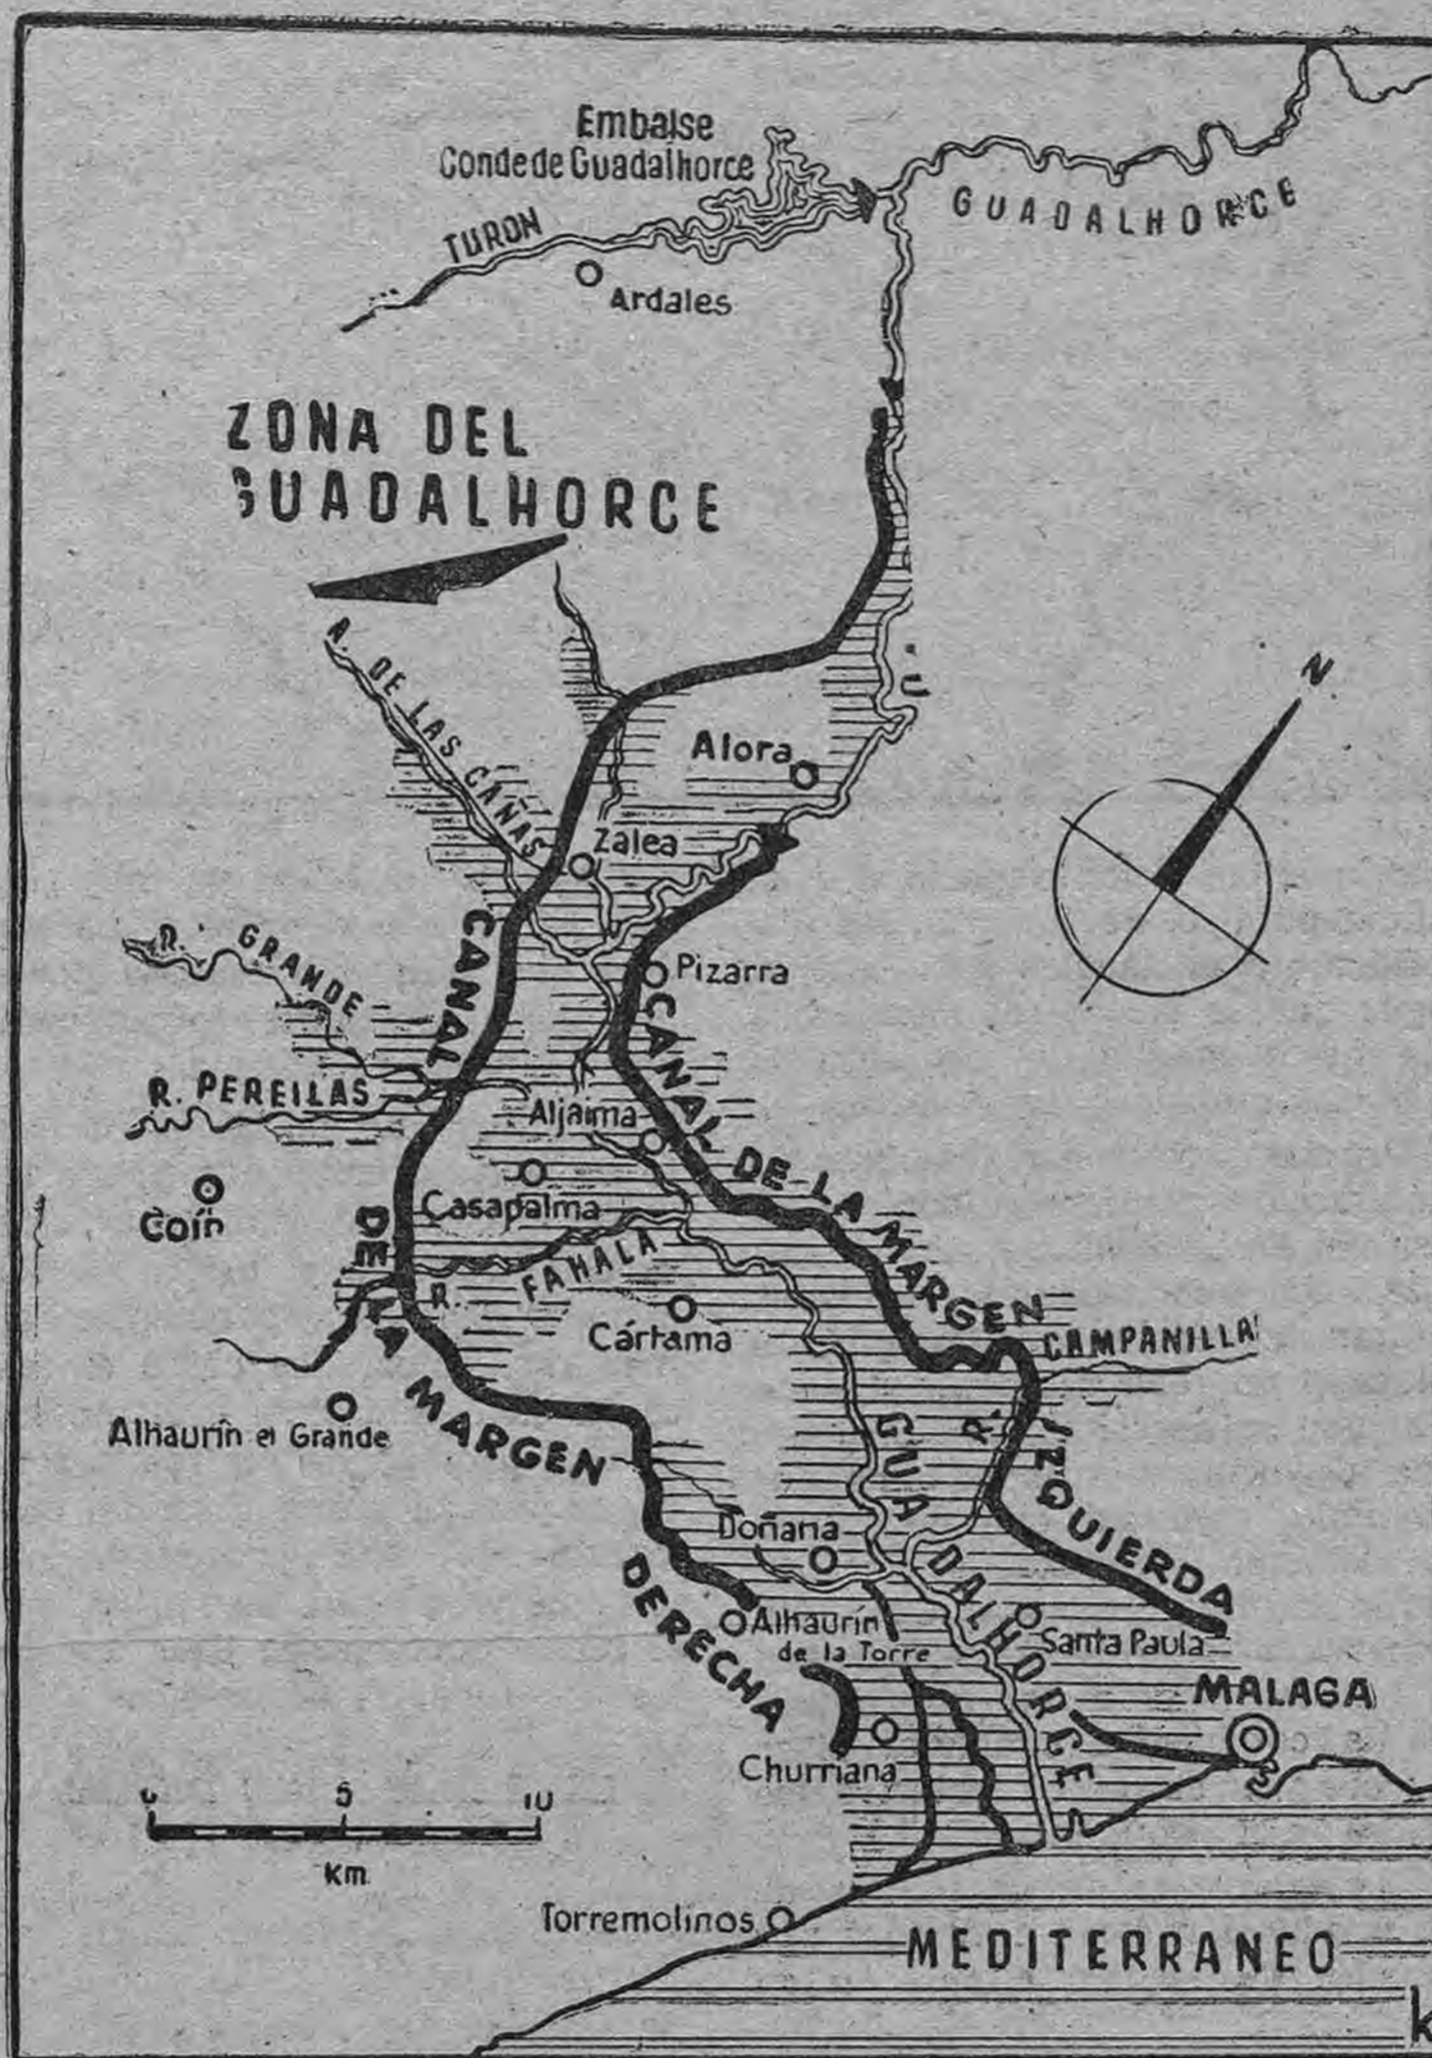 Embalse
Conde de Guadalhorce
TURON
GUADALHORCE
Ardales
ZONA DEL
GUADALHORCE
A. DE LAS CAÑAS
N
Alora
Zalea
R. GRANDE
Pizarra
R. PEREILAS
Aljaima
Casapalma
Coín
R. FAHALA
Cártama
CAMPANILLA
R.
Alhaurín el Grande
CANAL DE LA MARGEN DERECHA
CANAL DE LA MARGEN IZQUIERDA
GUADALHORCE
Doñana
Alhaurín
de la Torre
Santa Paula
MALAGA
Churriana
0 5 10
Km.
Torremolinos
MEDITERRANEO